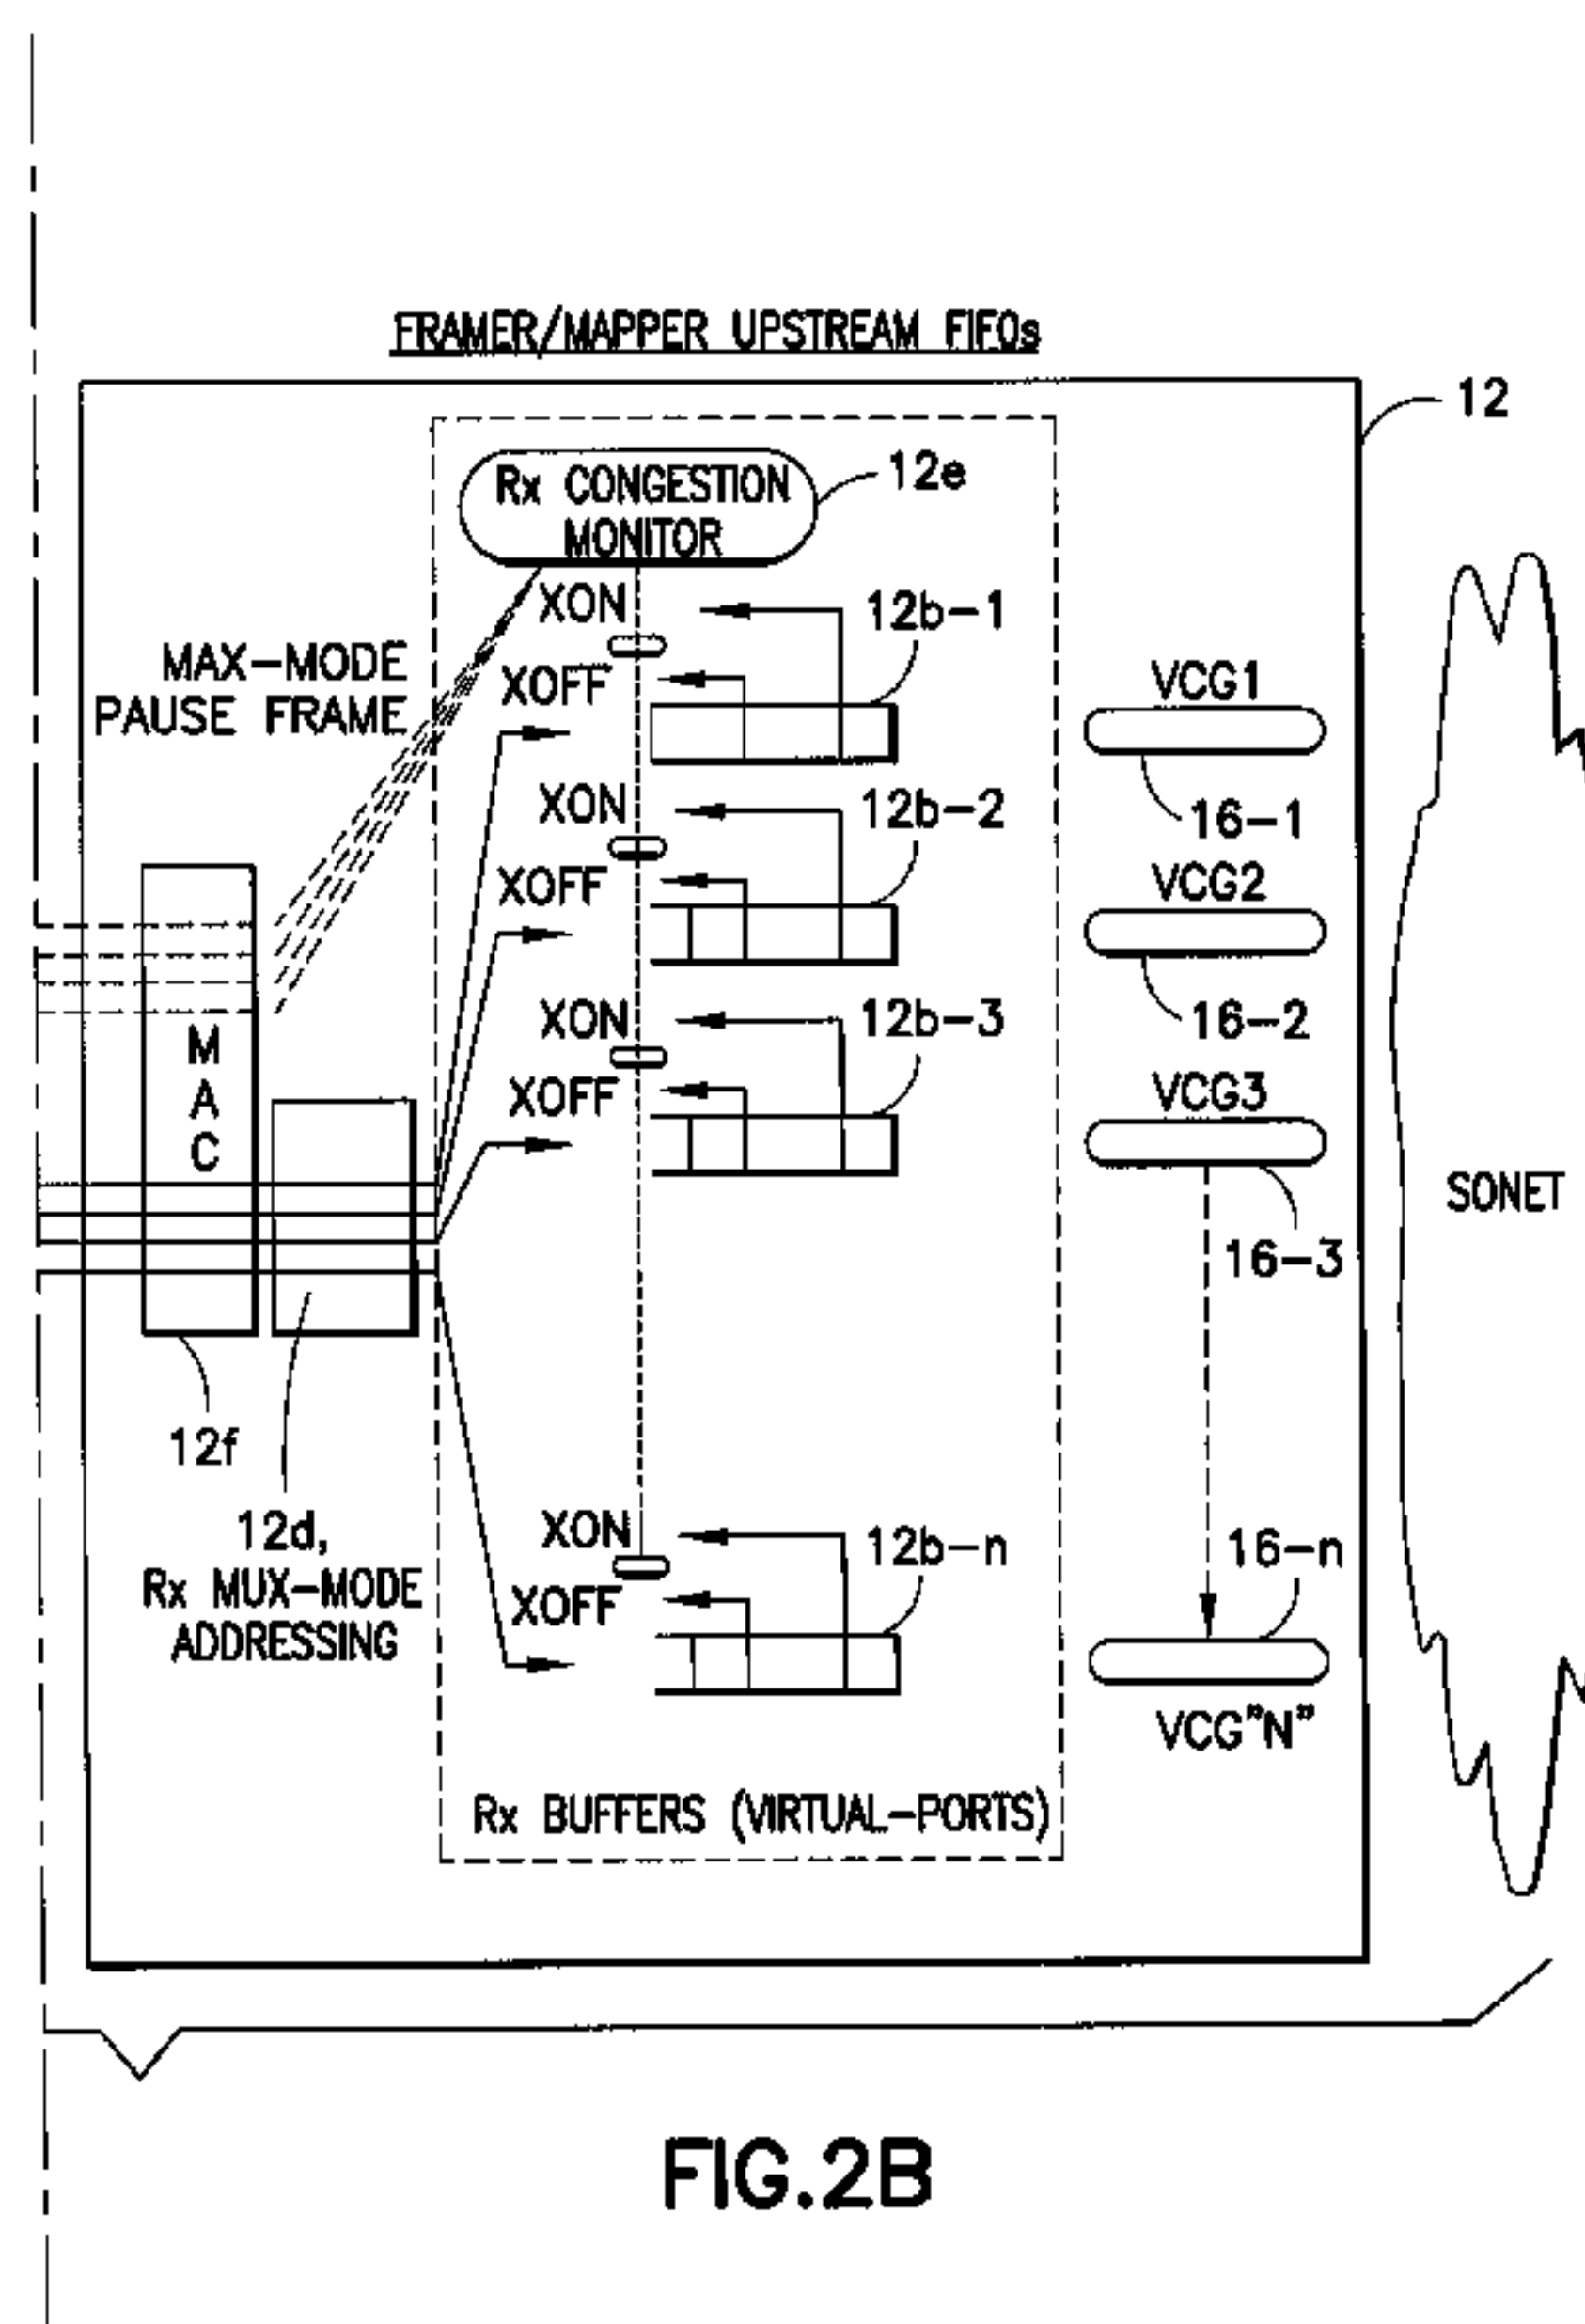 FRAMER/MAPPER UPSTREAM FIFOs
12
Rx CONGESTION
MONITOR
12e
XON
12b-1
MAX-MODE
PAUSE FRAME
XOFF
VCG1
16-1
XON
12b-2
XOFF
VCG2
16-2
XON
12b-3
XOFF
VCG3
16-3
M
A
C
SONET
12f
12d,
Rx MUX-MODE
ADDRESSING
XON
12b-n
XOFF
16-n
VCG"N"
Rx BUFFERS (VIRTUAL-PORTS)
FIG.2B